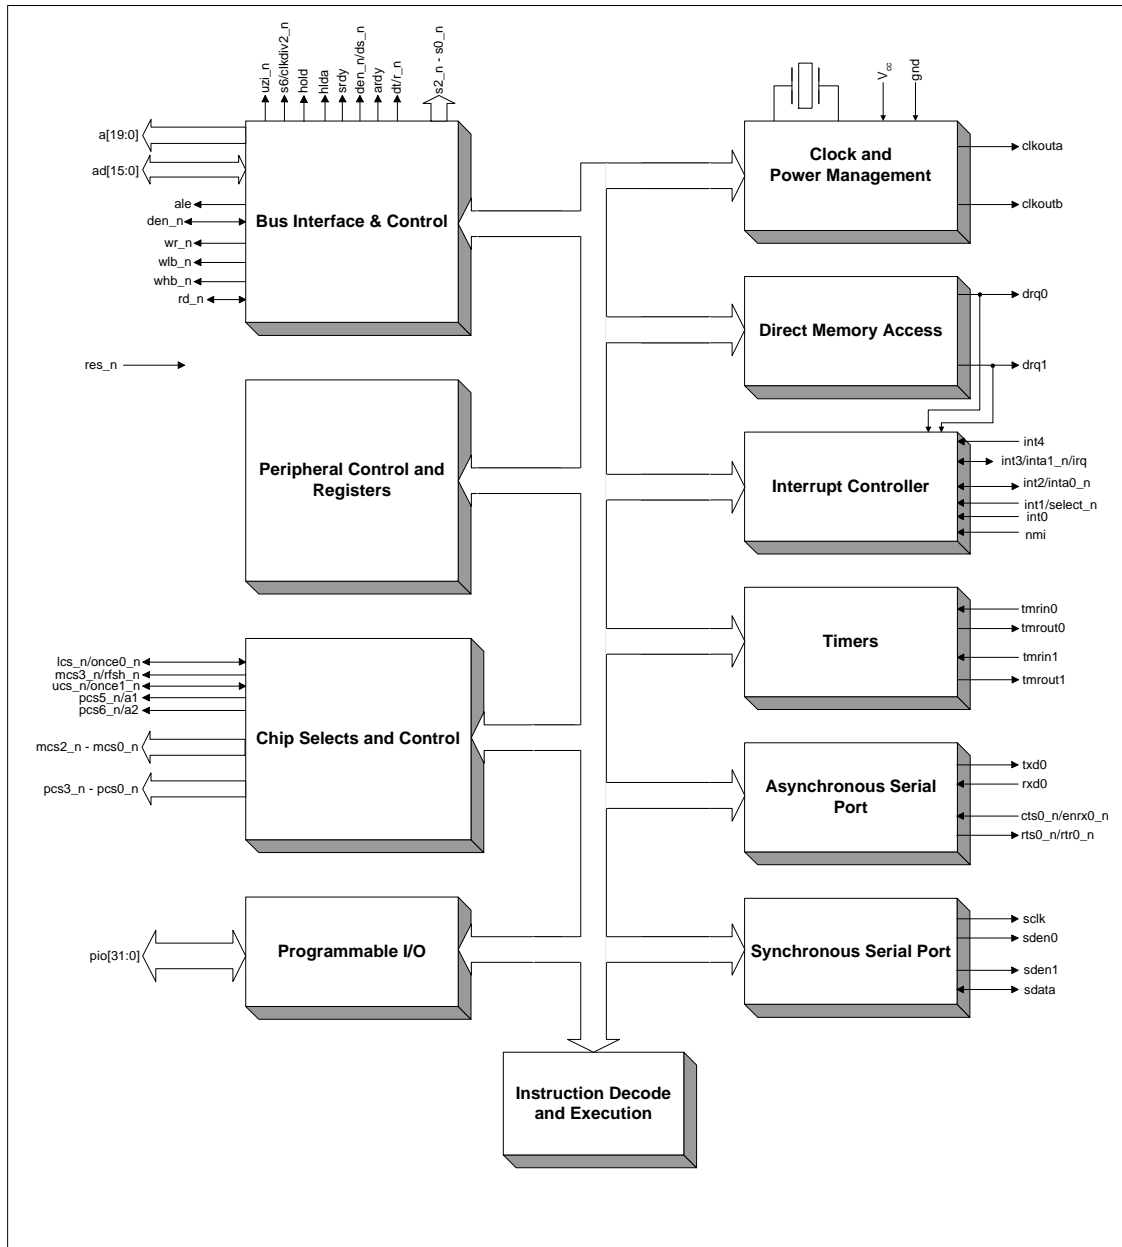 uzi_n
s6/clkdiv2_n
hold
hlda
srdy
den_n/ds_n
ardy
dt/r_n
s2_n - s0_n
a[19:0]
ad[15:0]
ale
den_n
wr_n
wlb_n
whb_n
rd_n
Bus Interface & Control
res_n
Peripheral Control and
Registers
lcs_n/once0_n
mcs3_n/rfsh_n
ucs_n/once1_n
pcs5_n/a1
pcs6_n/a2
mcs2_n - mcs0_n
pcs3_n - pcs0_n
Chip Selects and Control
pio[31:0]
Programmable I/O
Vcc
gnd
Clock and
Power Management
clkouta
clkoutb
Direct Memory Access
drq0
drq1
Interrupt Controller
int4
int3/inta1_n/irq
int2/inta0_n
int1/select_n
int0
nmi
Timers
tmrin0
tmrout0
tmrin1
tmrout1
Asynchronous Serial
Port
txd0
rxd0
cts0_n/enrx0_n
rts0_n/rtr0_n
Synchronous Serial Port
sclk
sden0
sden1
sdata
Instruction Decode
and Execution